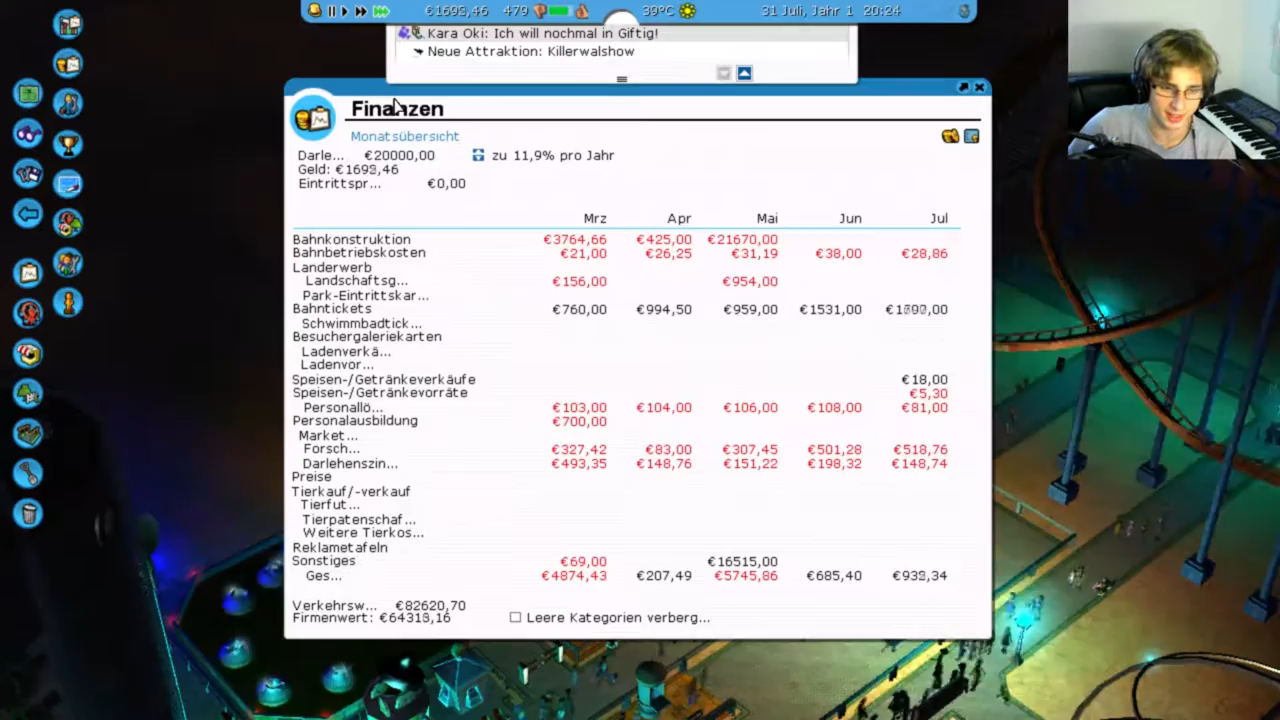 €1693,46 479 39°C 31 Juli, Jahr 1 20:24
Kara Oki: Ich will nochmal in Giftig!
Neue Attraktion: Killerwalshow
Finanzen
Monatsübersicht
Darle... €20000,00 zu 11,9% pro Jahr
Geld: €1693,46
Eintrittspr... €0,00
Mrz Apr Mai Jun Jul
Bahnkonstruktion €3764,66 €425,00 €21670,00
Bahnbetriebskosten €21,00 €26,25 €31,19 €38,00 €28,86
Landerwerb
Landschaftsg... €156,00 €954,00
Park-Eintrittskar...
Bahntickets €760,00 €994,50 €959,00 €1531,00
Schwimmbadtick...
Besuchergaleriekarten
Ladenverkä...
Ladenvor...
Speisen-/Getränkeverkäufe €18,00
Speisen-/Getränkevorräte €5,30
Personallö... €103,00 €104,00 €106,00 €108,00 €81,00
Personalausbildung €700,00
Market...
Forsch... €327,42 €83,00 €307,45 €501,28 €518,76
Darlehenszin... €493,35 €148,76 €151,22 €198,32 €148,74
Preise
Tierkauf/-verkauf
Tierfut...
Tierpatenschaf...
Weitere Tierkos...
Reklametafeln
Sonstiges €69,00 €16515,00
Ges... €4874,43 €207,49 €5745,86 €685,40
Verkehrsw... €82620,70
Firmenwert: Leere Kategorien verberg...